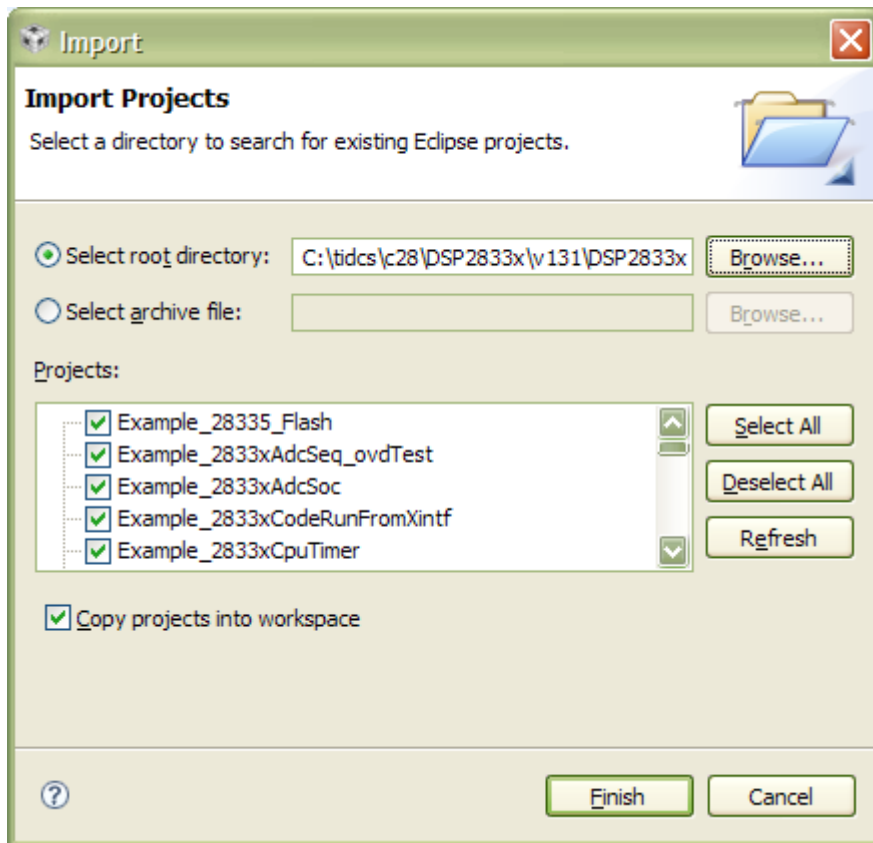 Import
Import Projects
Select a directory to search for existing Eclipse projects.
Select root directory: C:\tidcs\c28\DSP2833x\v131\DSP2833x Browse...
Select archive file: Browse...
Projects:
Example_28335_Flash
Example_2833xAdcSeq_ovdTest
Example_2833xAdcSoc
Example_2833xCodeRunFromXintf
Example_2833xCpuTimer
Select All
Deselect All
Refresh
Copy projects into workspace
? Finish Cancel